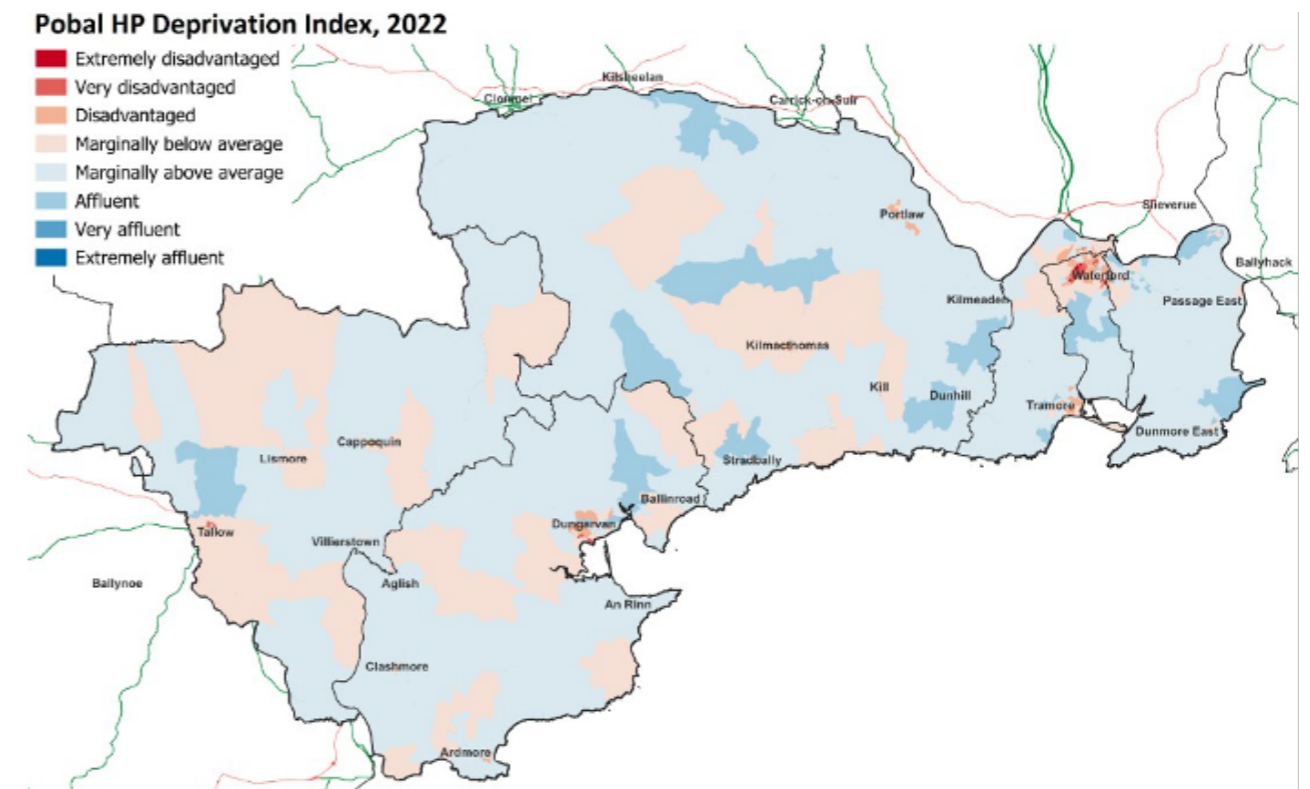 Pobal HP Deprivation Index, 2022
Extremely disadvantaged
Very disadvantaged
Disadvantaged
Marginally below average
Marginally above average
Affluent
Very affluent
Extremely affluent
Kilsheelan
Clonmel
Carrick-on-Suir
Slieverue
Portlaw
Ballyhack
Waterford
Kilmeaden
Passage East
Kilmacthomas
Kill
Dunhill
Tramore
Dunmore East
Cappoquin
Lismore
Stradbally
Ballinroad
Dungarvan
Tallow
Villierstown
Ballynoe
Aglish
An Rinn
Clashmore
Ardmore